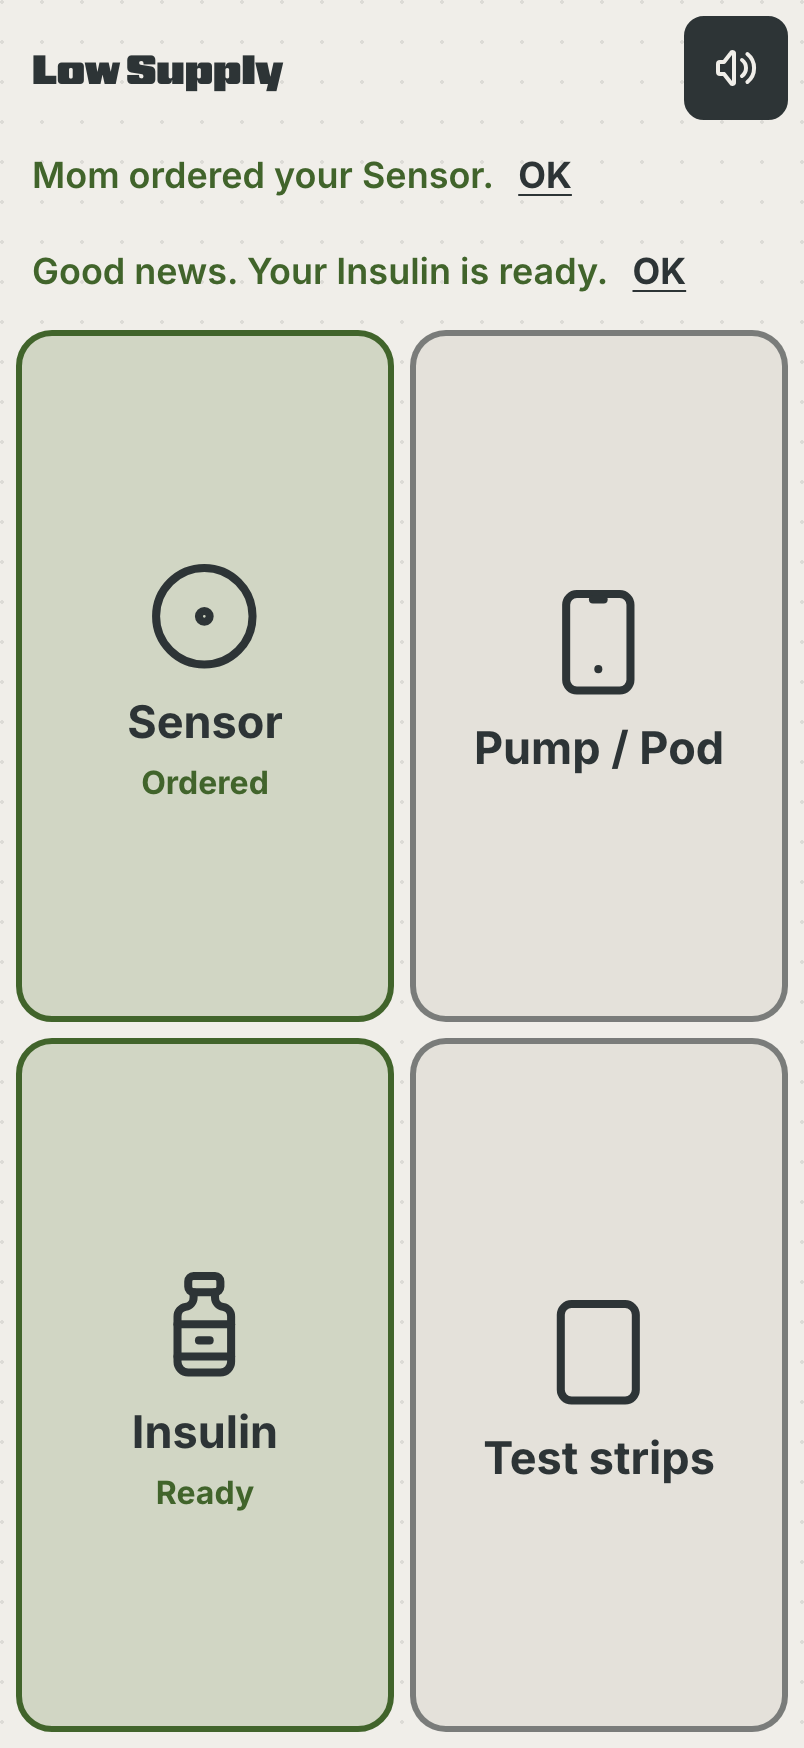 Low Supply
Mom ordered your Sensor. OK
Good news. Your Insulin is ready. OK
Sensor
Ordered
Pump / Pod
Insulin
Ready
Test strips